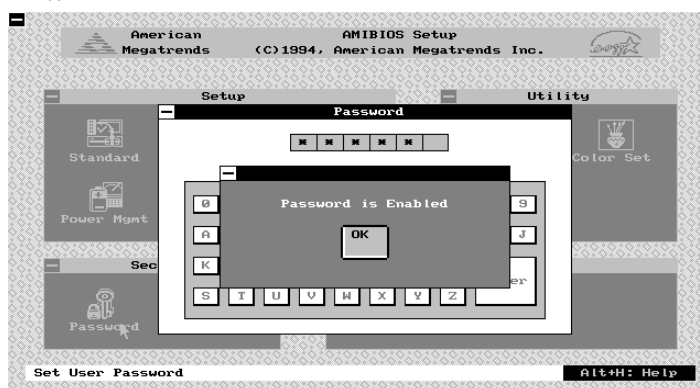 American
Megatrends
AMIBIOS Setup
(C)1994, American Megatrends Inc.
Setup
Utility
Password
* * * * *
Standard
Color Set
Password is Enabled
Power Mgmt
0
9
OK
A
J
Sec
K
er
S T U V W X Y Z
Password
Set User Password
Alt+H: Help